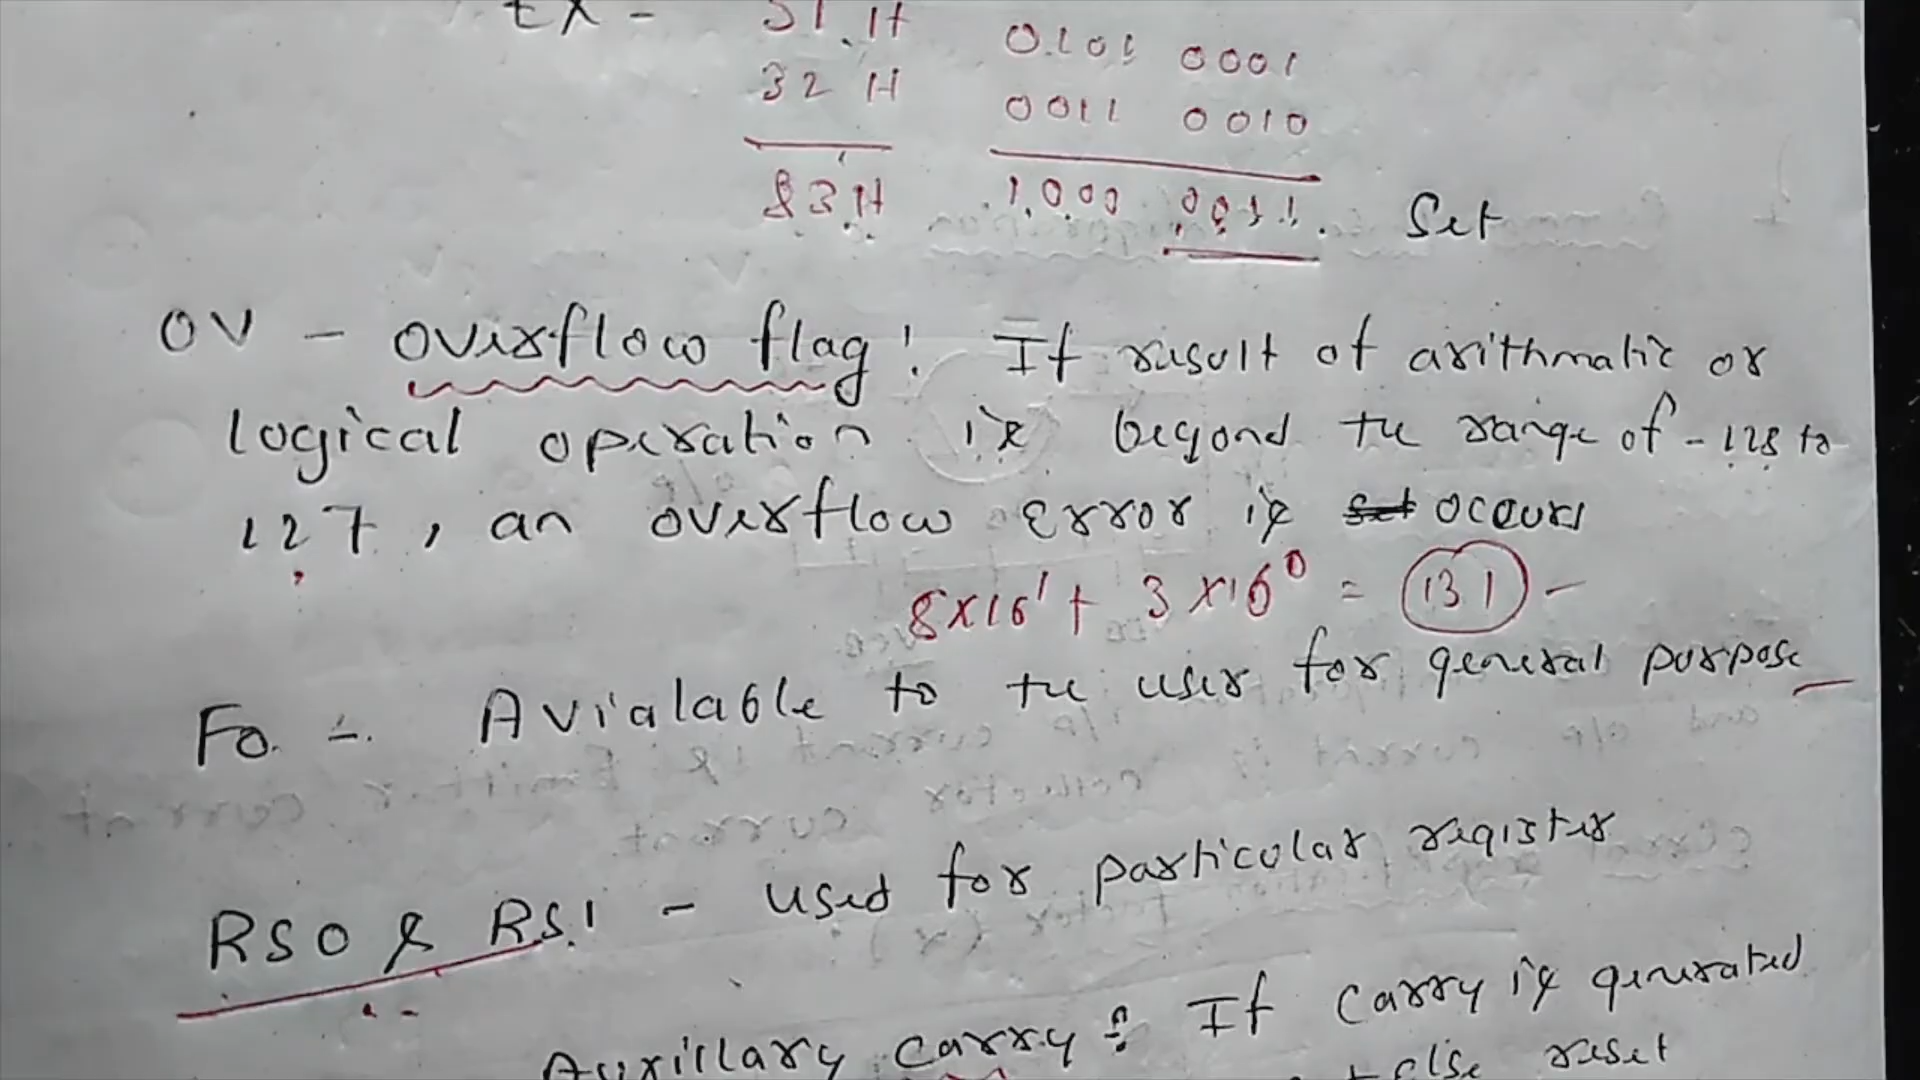 Ex - 51 H 0101 0001
32 H 0011 0010
83 H 1000 0011. Set
OV - overflow flag : If result of arithmatic or
logical operation is beyond the range of -128 to
127, an overflow error is set occurs
8x16¹ + 3x16⁰ = 131 -
F0 :- Avialable to the user for general purpose
RS0 & RS1 - used for particular register
Auxillary carry : If carry is generated
else reset